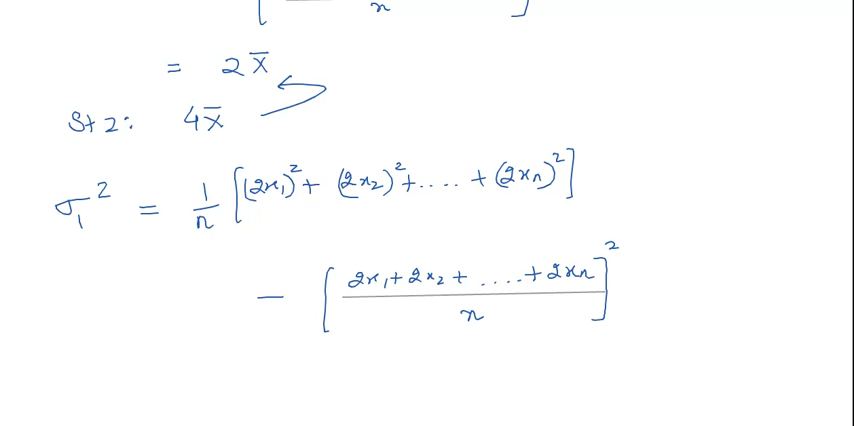 n
= 2x̄
St 2: 4x̄
σ₁² = 1/n [(2x₁)² + (2x₂)² + .... + (2xₙ)²]
- [(2x₁ + 2x₂ + ..... + 2xₙ)/n]²